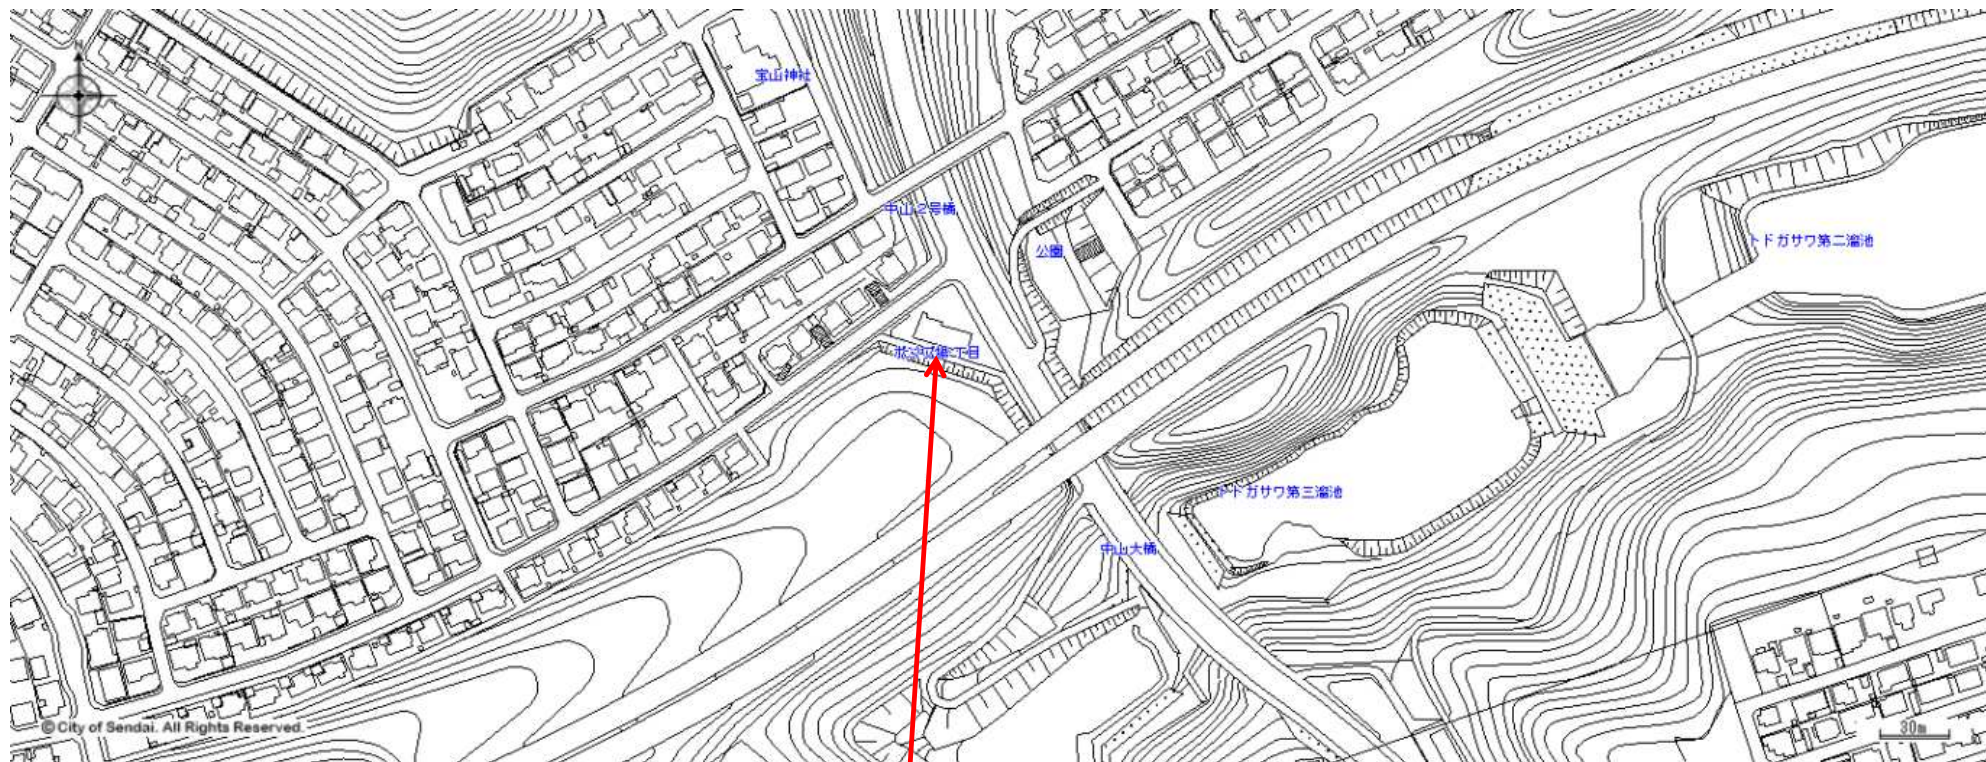 N
宝山神社
中山２号橋
公園
トドガサワ第二溜池
トドガサワ第三溜池
中山大橋
© City of Sendai. All Rights Reserved.
30m